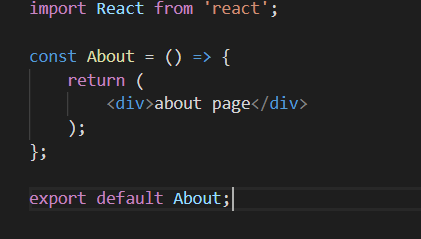 import React from 'react';
const About = () => {
return (
<div>about page</div>
);
};
export default About;